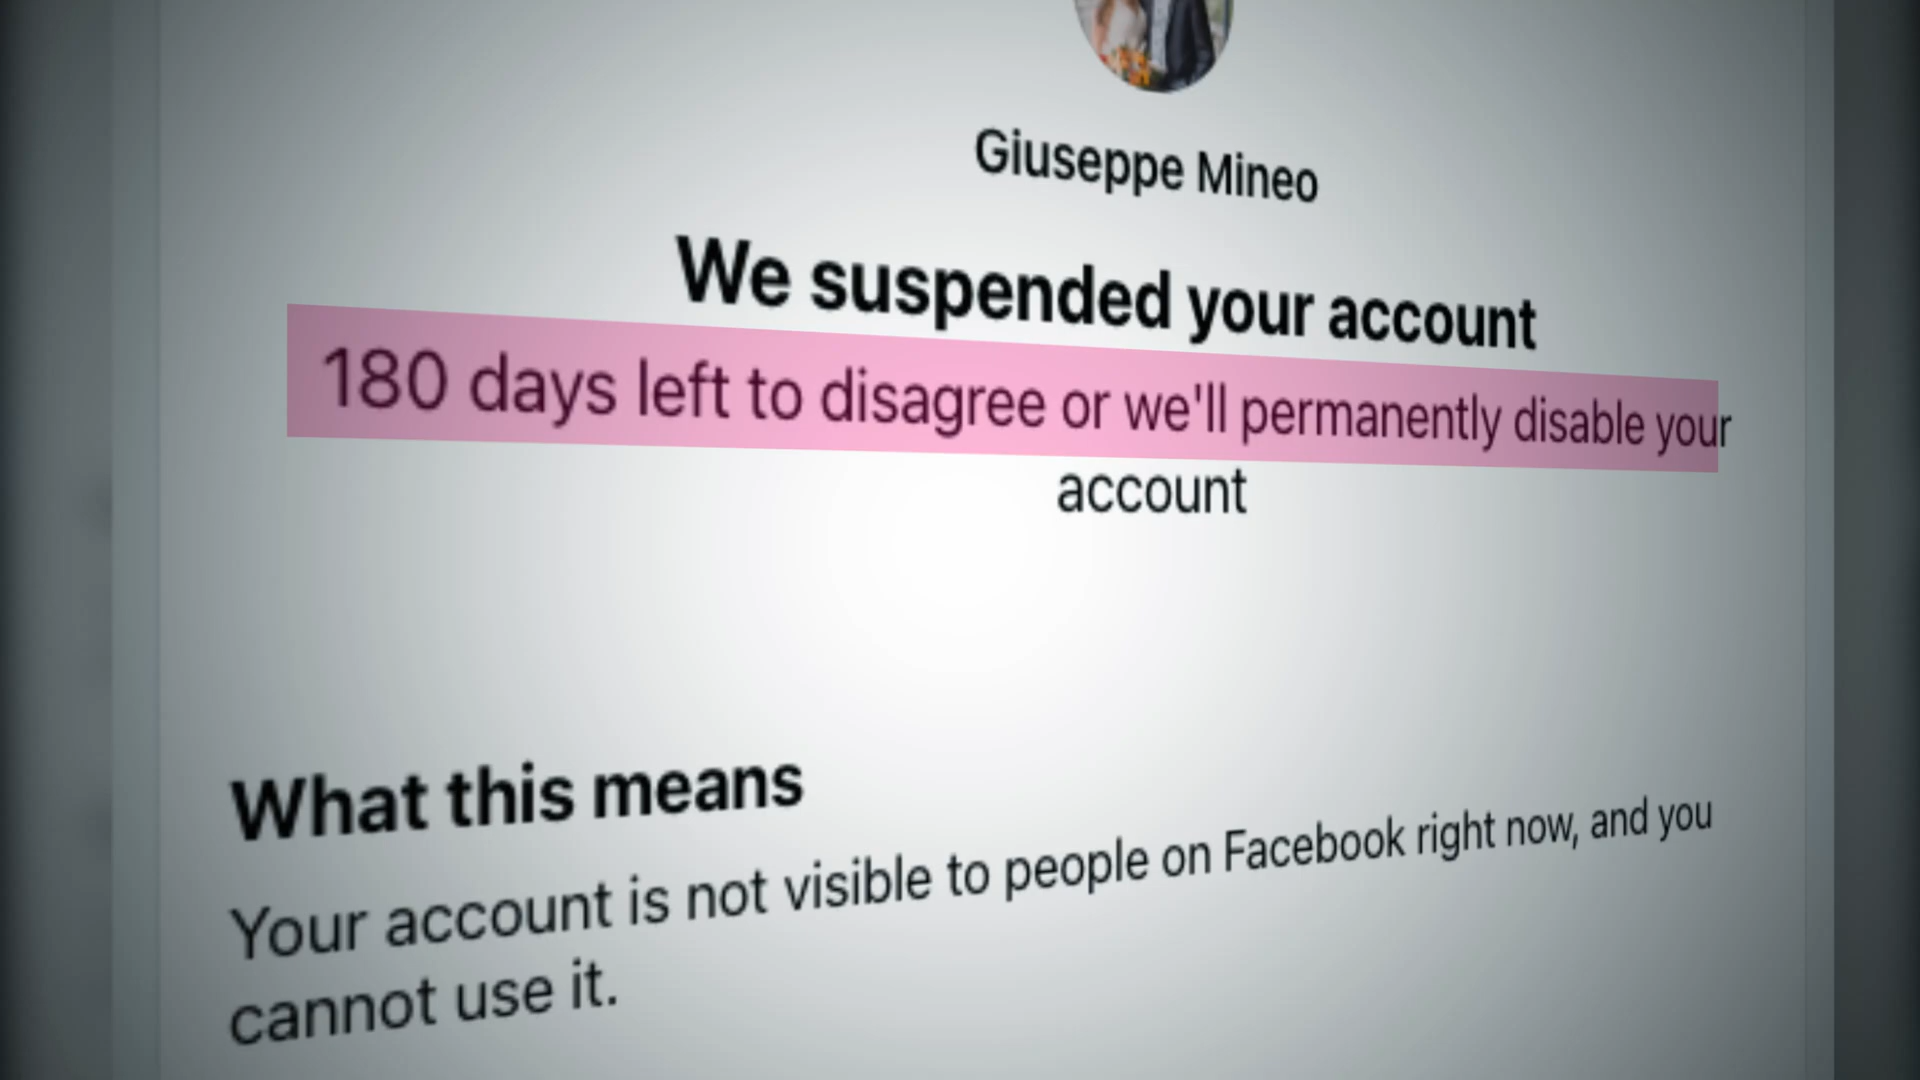 Giuseppe Mineo
We suspended your account
180 days left to disagree or we'll permanently disable your
account
What this means
Your account is not visible to people on Facebook right now, and you
cannot use it.